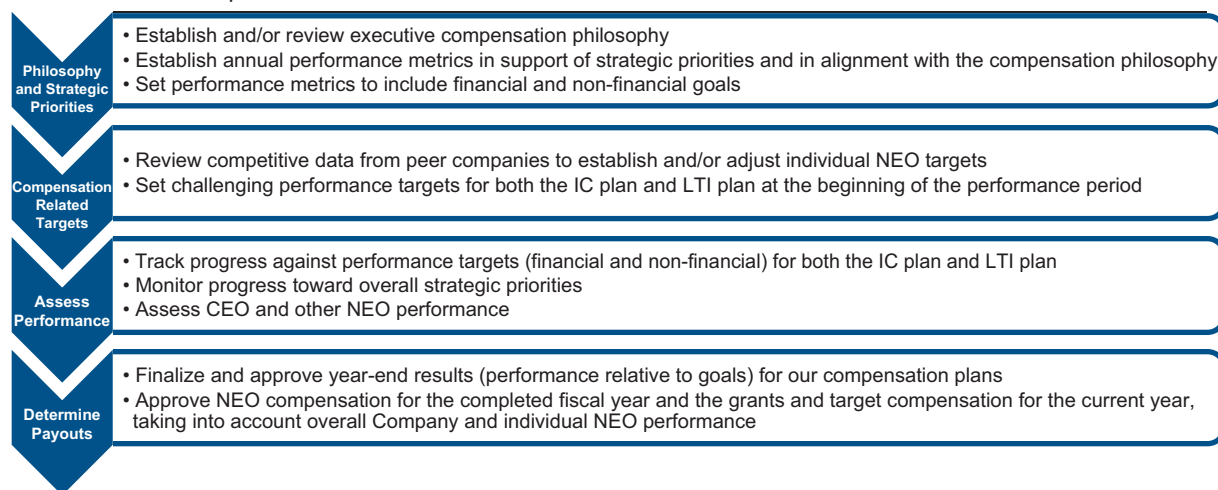 Philosophy
and Strategic
Priorities
• Establish and/or review executive compensation philosophy
• Establish annual performance metrics in support of strategic priorities and in alignment with the compensation philosophy
• Set performance metrics to include financial and non-financial goals
Compensation
Related
Targets
• Review competitive data from peer companies to establish and/or adjust individual NEO targets
• Set challenging performance targets for both the IC plan and LTI plan at the beginning of the performance period
Assess
Performance
• Track progress against performance targets (financial and non-financial) for both the IC plan and LTI plan
• Monitor progress toward overall strategic priorities
• Assess CEO and other NEO performance
Determine
Payouts
• Finalize and approve year-end results (performance relative to goals) for our compensation plans
• Approve NEO compensation for the completed fiscal year and the grants and target compensation for the current year,
taking into account overall Company and individual NEO performance